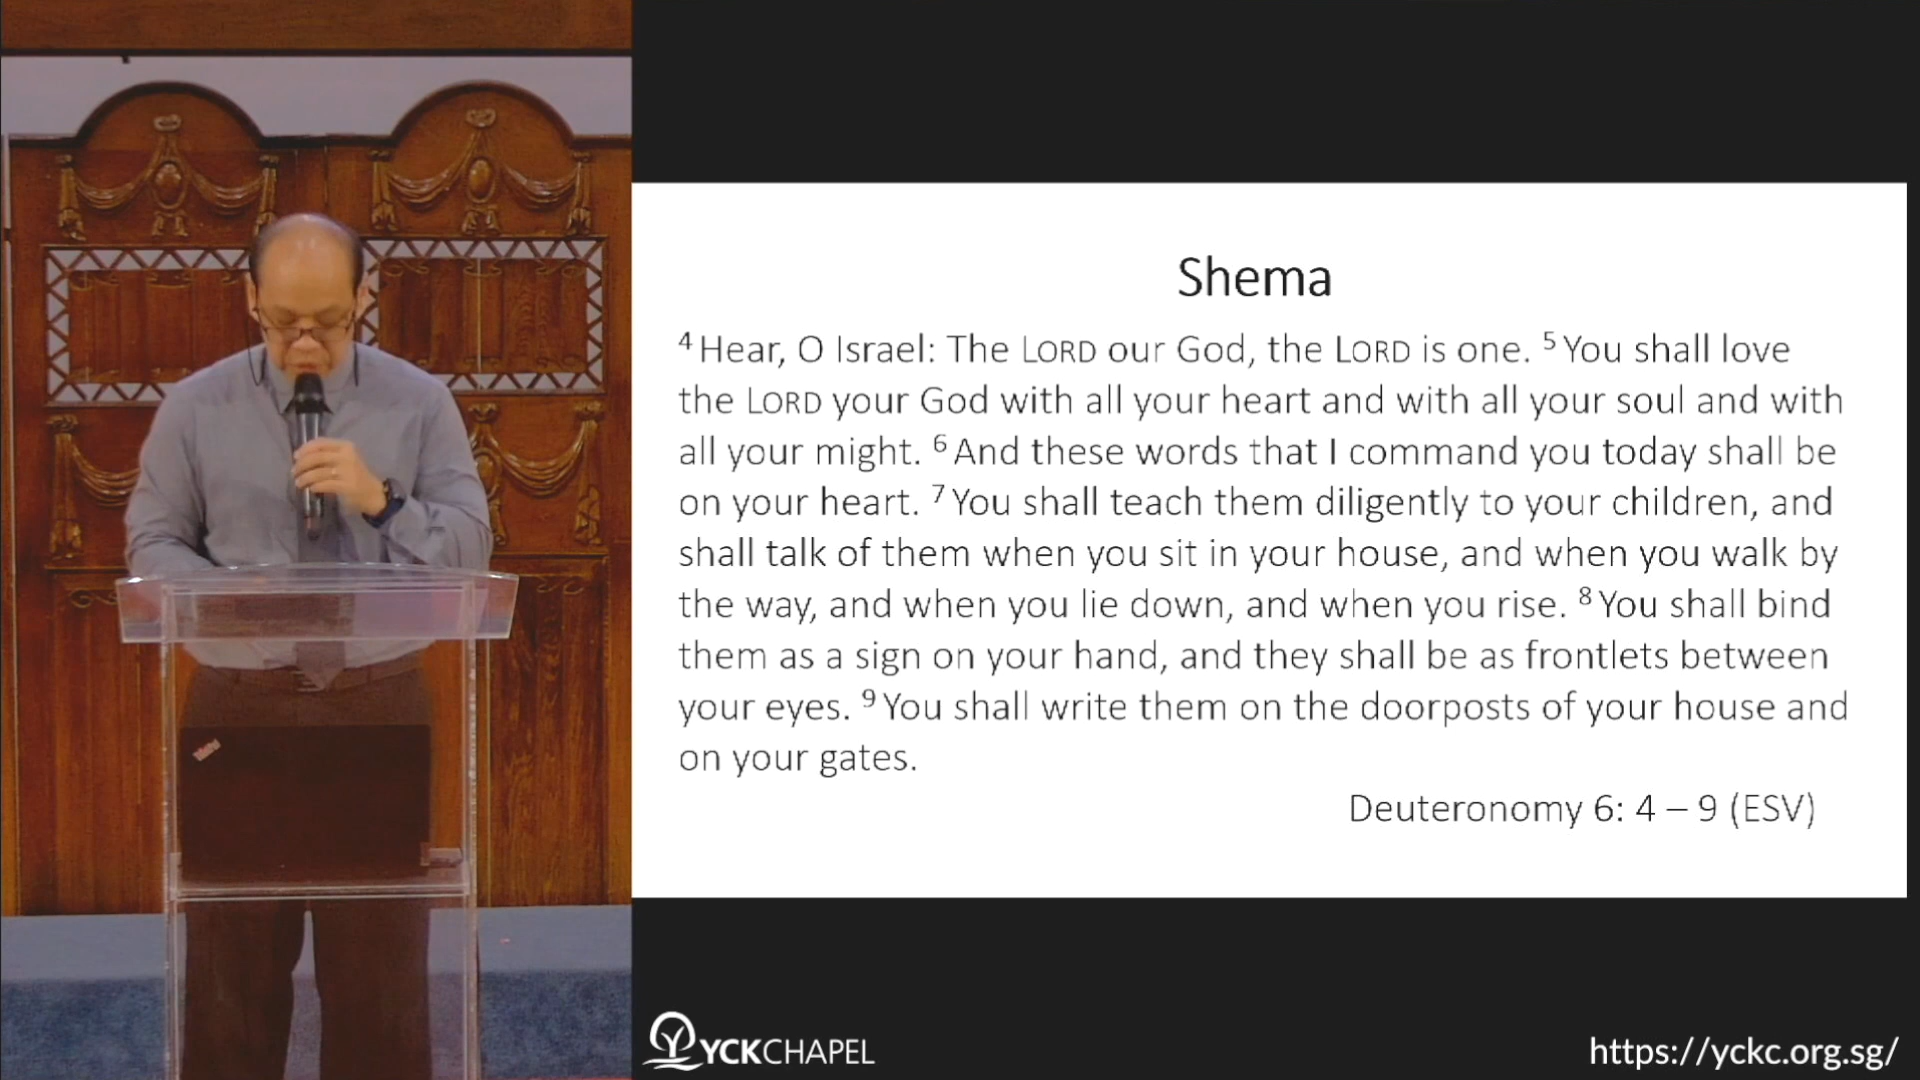 Shema
⁴ Hear, O Israel: The LORD our God, the LORD is one. ⁵ You shall love
the LORD your God with all your heart and with all your soul and with
all your might. ⁶ And these words that I command you today shall be
on your heart. ⁷ You shall teach them diligently to your children, and
shall talk of them when you sit in your house, and when you walk by
the way, and when you lie down, and when you rise. ⁸ You shall bind
them as a sign on your hand, and they shall be as frontlets between
your eyes. ⁹ You shall write them on the doorposts of your house and
on your gates.
Deuteronomy 6: 4 – 9 (ESV)
YCKCHAPEL
https://yckc.org.sg/